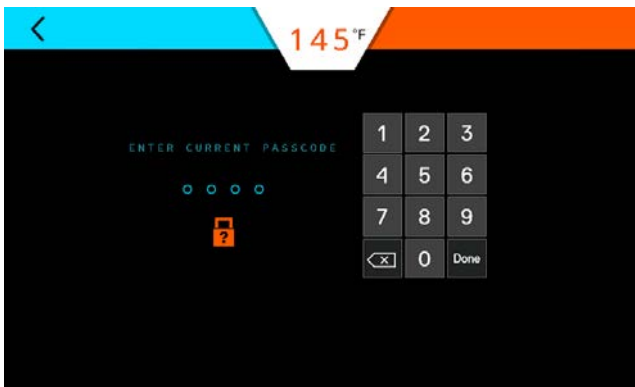 145°F
ENTER CURRENT PASSCODE
1 2 3
4 5 6
?
7 8 9
0 Done